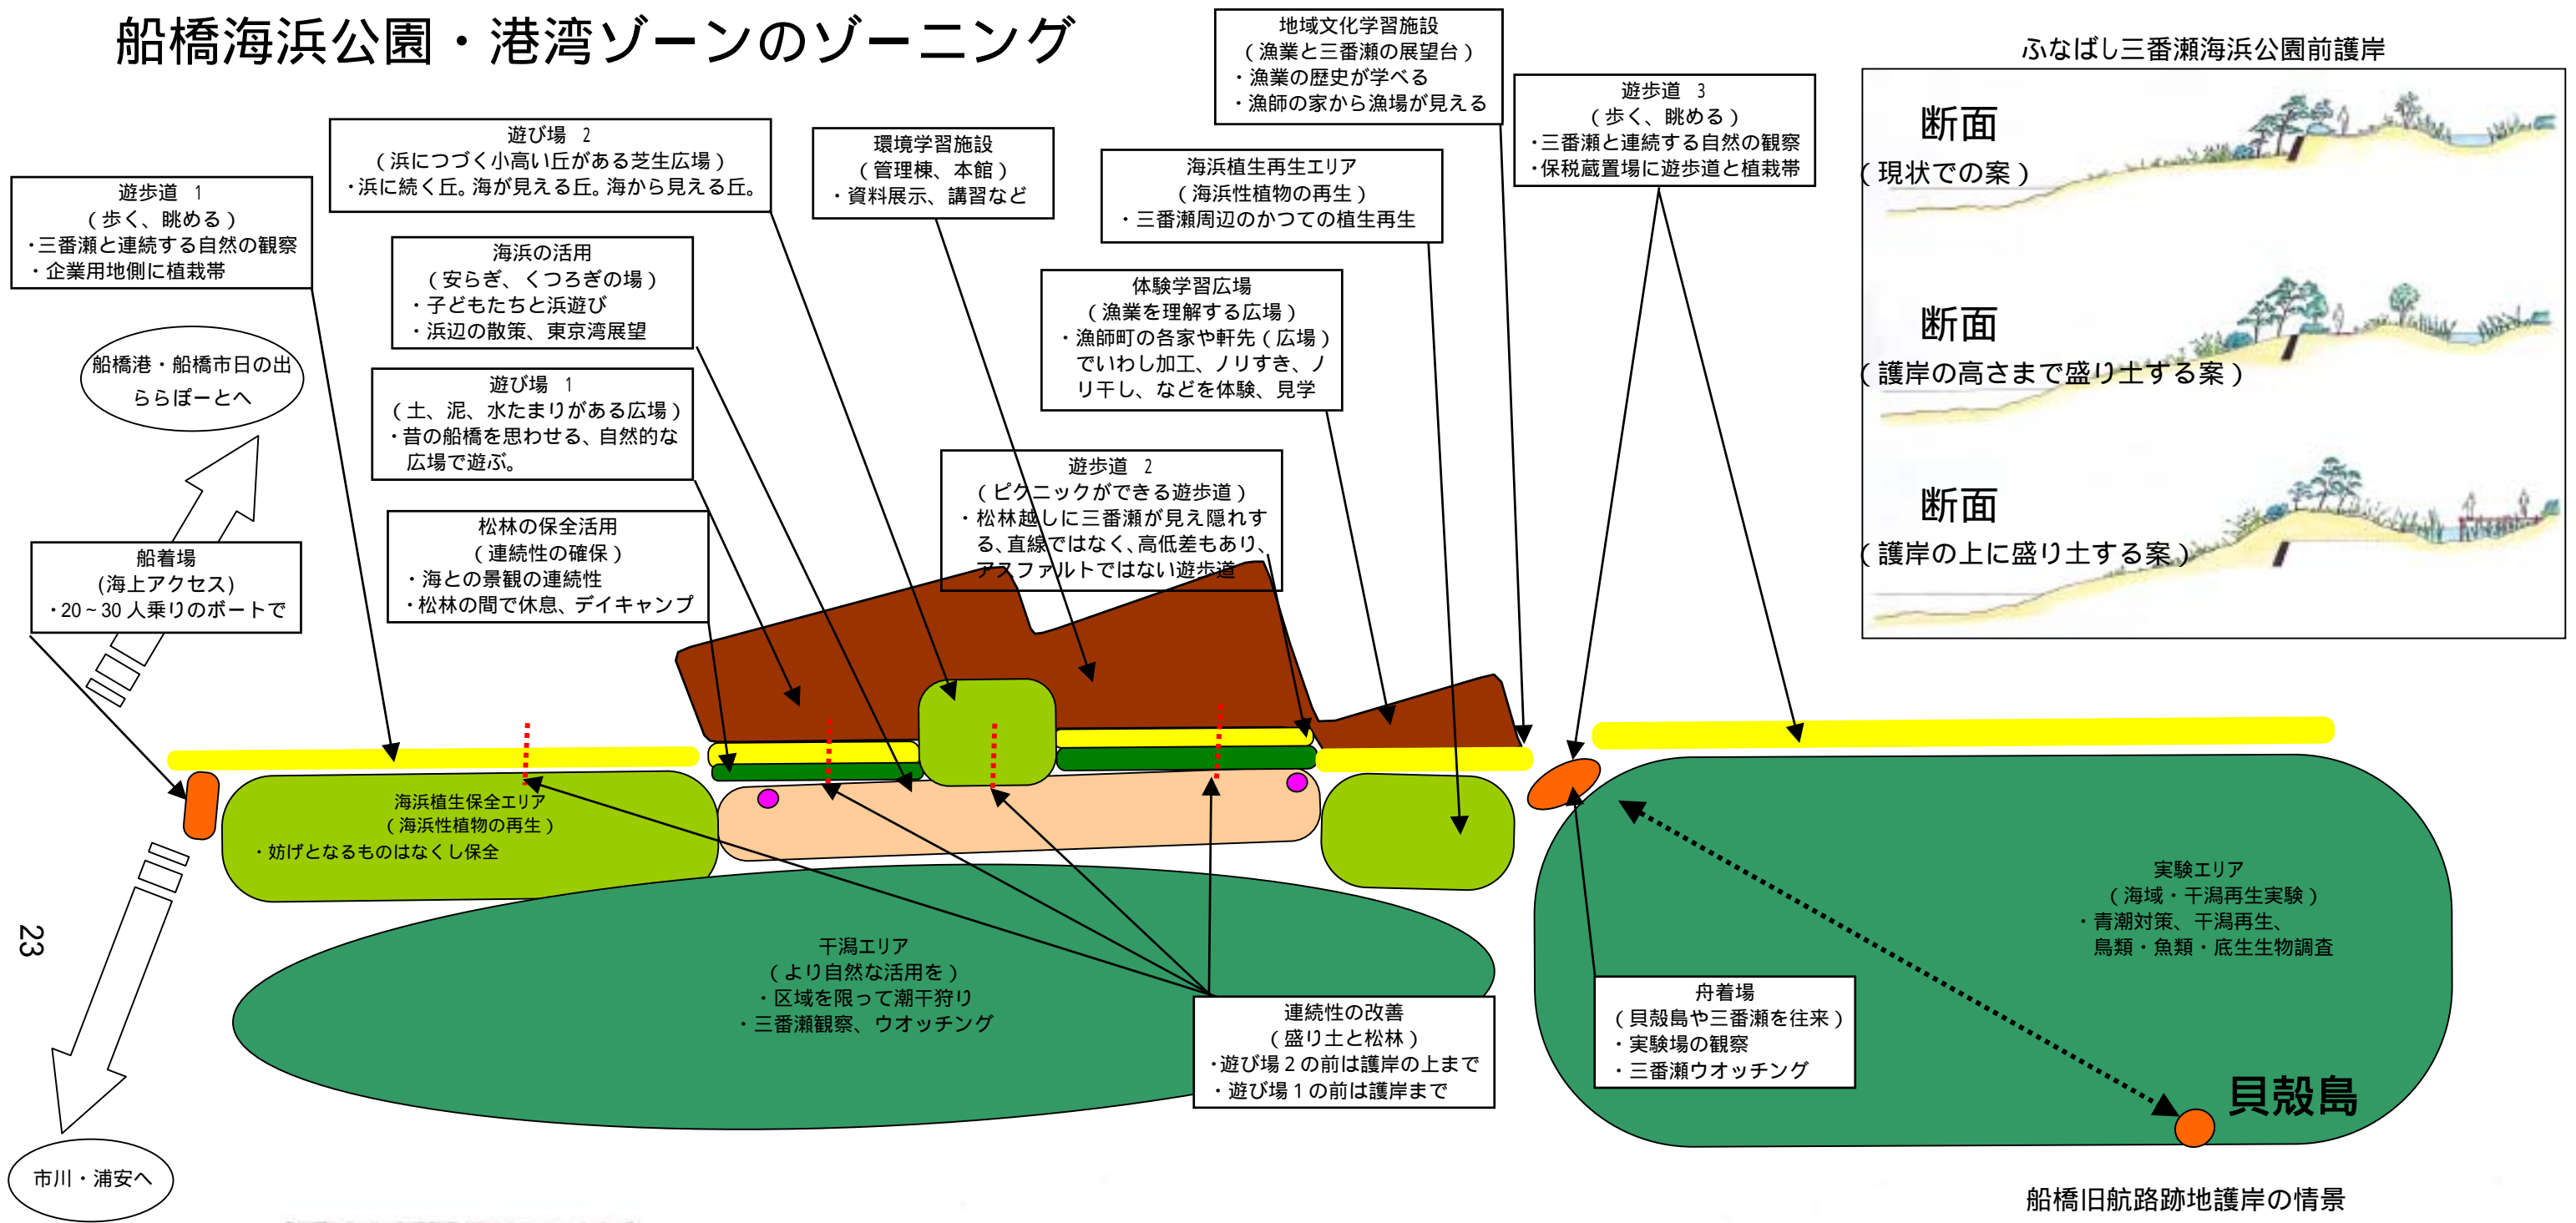 船橋海浜公園・港湾ゾーンのゾーニング
地域文化学習施設
（漁業と三番瀬の展望台）
・漁業の歴史が学べる
・漁師の家から漁場が見える
遊歩道 3
（歩く、眺める）
・三番瀬と連続する自然の観察
・保税蔵置場に遊歩道と植栽帯
ふなばし三番瀬海浜公園前護岸
断面
（現状での案）
断面
（護岸の高さまで盛り土する案）
断面
（護岸の上に盛り土する案）
遊び場 2
（浜につづく小高い丘がある芝生広場）
・浜に続く丘。海が見える丘。海から見える丘。
環境学習施設
（管理棟、本館）
・資料展示、講習など
海浜植生再生エリア
（海浜性植物の再生）
・三番瀬周辺のかつての植生再生
遊歩道 1
（歩く、眺める）
・三番瀬と連続する自然の観察
・企業用地側に植栽帯
海浜の活用
（安らぎ、くつろぎの場）
・子どもたちと浜遊び
・浜辺の散策、東京湾展望
体験学習広場
（漁業を理解する広場）
・漁師町の各家や軒先（広場）
でいわし加工、ノリすき、ノ
リ干し、などを体験、見学
船橋港・船橋市日の出
ららぽーとへ
遊び場 1
（土、泥、水たまりがある広場）
・昔の船橋を思わせる、自然的な
広場で遊ぶ。
遊歩道 2
（ピクニックができる遊歩道）
・松林越しに三番瀬が見え隠れす
る、直線ではなく、高低差もあり、
アスファルトではない遊歩道
松林の保全活用
（連続性の確保）
・海との景観の連続性
・松林の間で休息、デイキャンプ
船着場
(海上アクセス)
・20～30 人乗りのボートで
海浜植生保全エリア
（海浜性植物の再生）
・妨げとなるものはなくし保全
干潟エリア
（より自然な活用を）
・区域を限って潮干狩り
・三番瀬観察、ウオッチング
連続性の改善
（盛り土と松林）
・遊び場２の前は護岸の上まで
・遊び場１の前は護岸まで
舟着場
（貝殻島や三番瀬を往来）
・実験場の観察
・三番瀬ウオッチング
実験エリア
（海域・干潟再生実験）
・青潮対策、干潟再生、
鳥類・魚類・底生生物調査
貝殻島
23
市川・浦安へ
船橋旧航路跡地護岸の情景